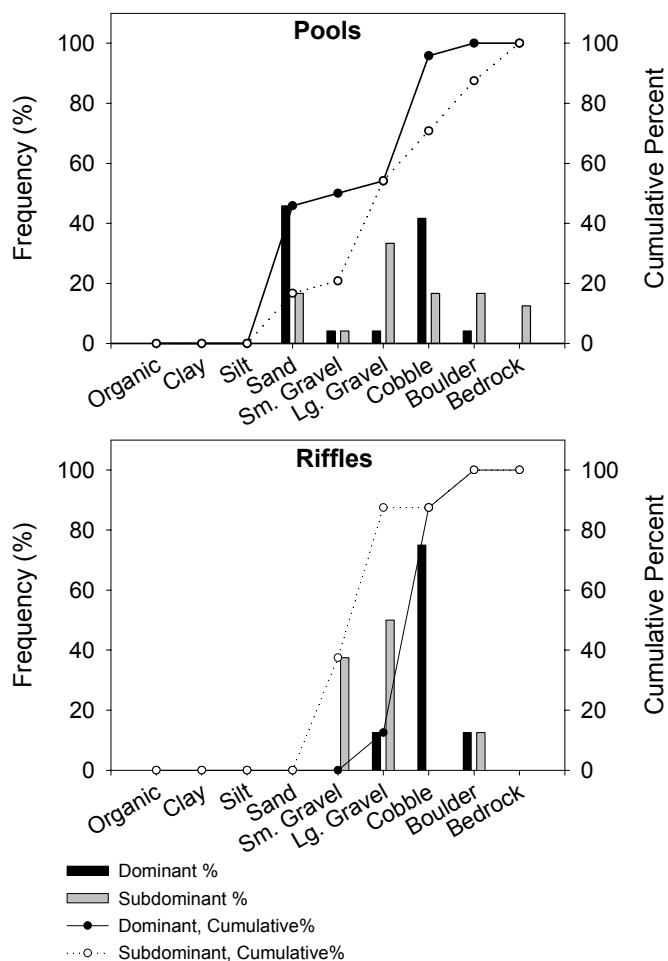 Pools
Frequency (%)
Cumulative Percent
100 100
80 80
60 60
40 40
20 20
0 0
Organic Clay Silt Sand Sm. Gravel Lg. Gravel Cobble Boulder Bedrock
Riffles
Frequency (%)
Cumulative Percent
100 100
80 80
60 60
40 40
20 20
0 0
Organic Clay Silt Sand Sm. Gravel Lg. Gravel Cobble Boulder Bedrock
Dominant %
Subdominant %
Dominant, Cumulative%
Subdominant, Cumulative%